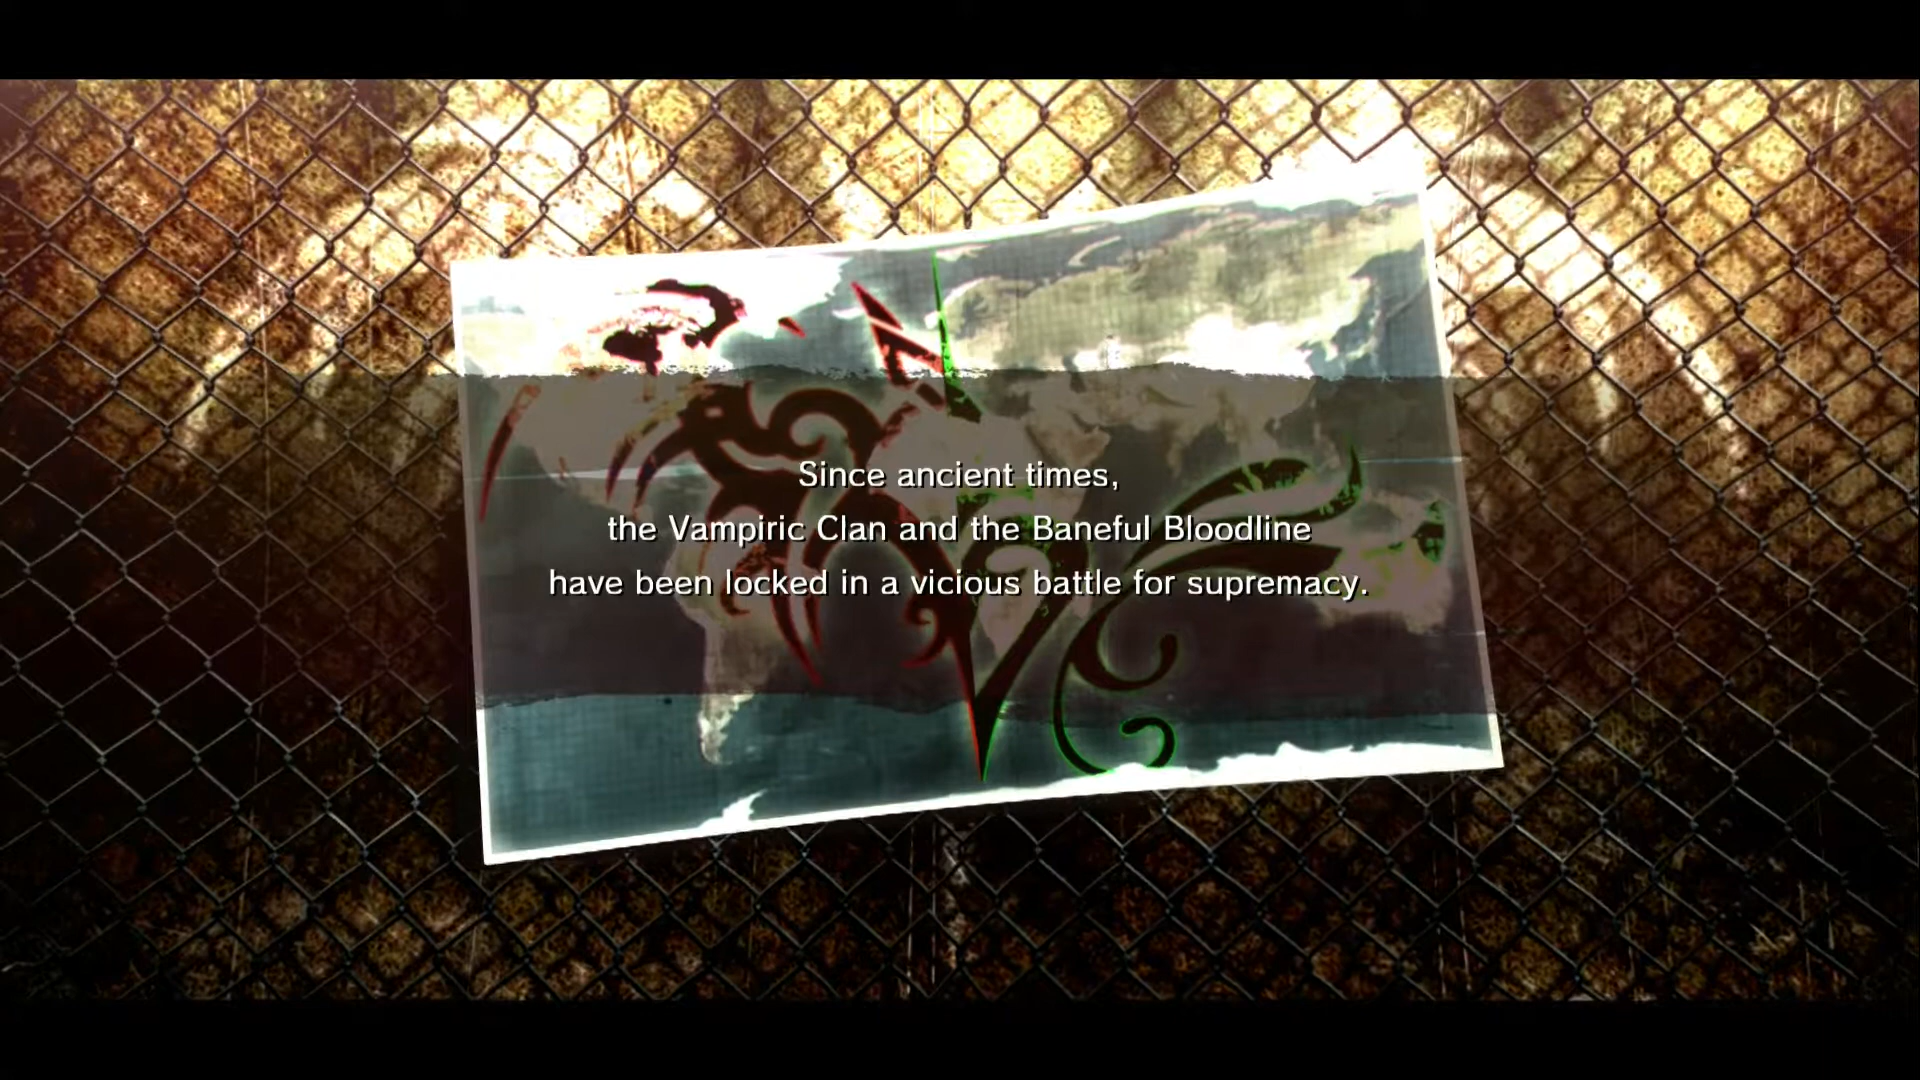 Since ancient times,
the Vampiric Clan and the Baneful Bloodline
have been locked in a vicious battle for supremacy.